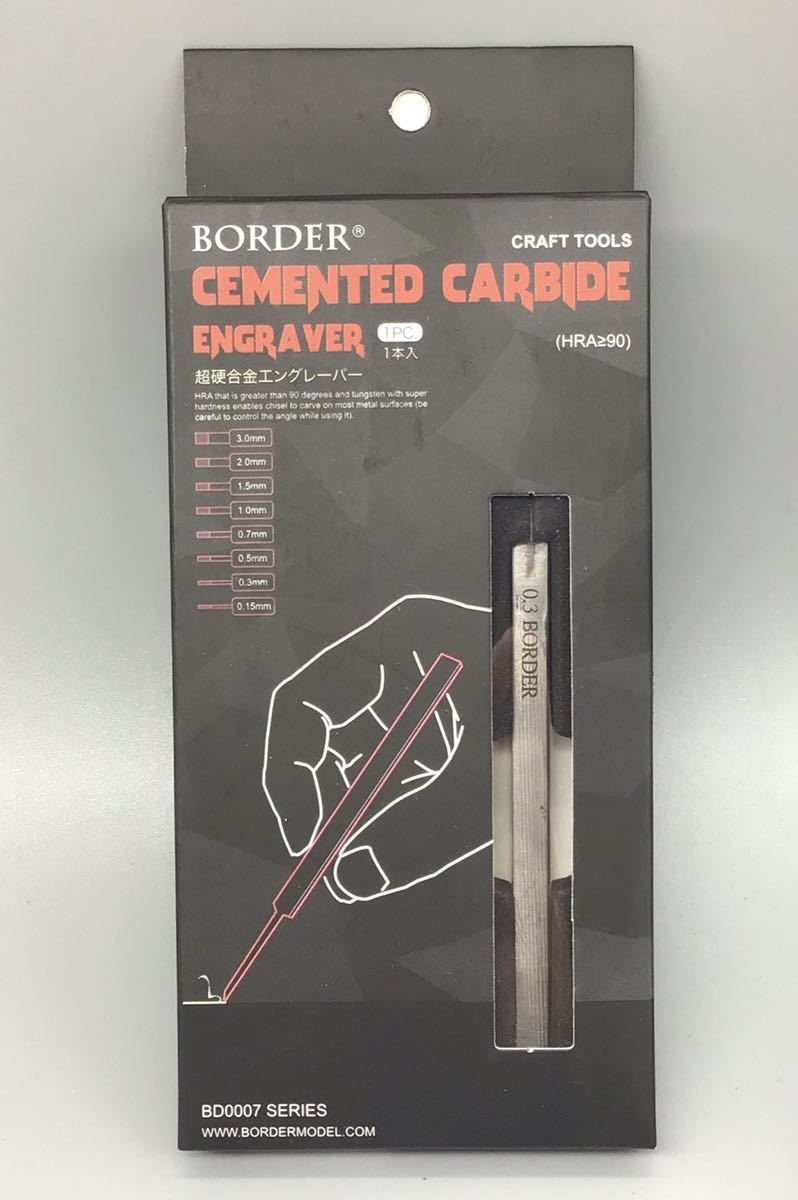 BORDER®
CRAFT TOOLS
CEMENTED CARBIDE
ENGRAVER
1PC.
1本入
(HRA≥90)
超硬合金エングレーバー
HRA that is greater than 90 degrees and tungsten with super
hardness enables chisel to carve on most metal surfaces (be
careful to control the angle while using it).
3.0mm
2.0mm
1.5mm
1.0mm
0.7mm
0.5mm
0.3mm
0.15mm
0.3 BORDER
BD0007 SERIES
WWW.BORDERMODEL.COM